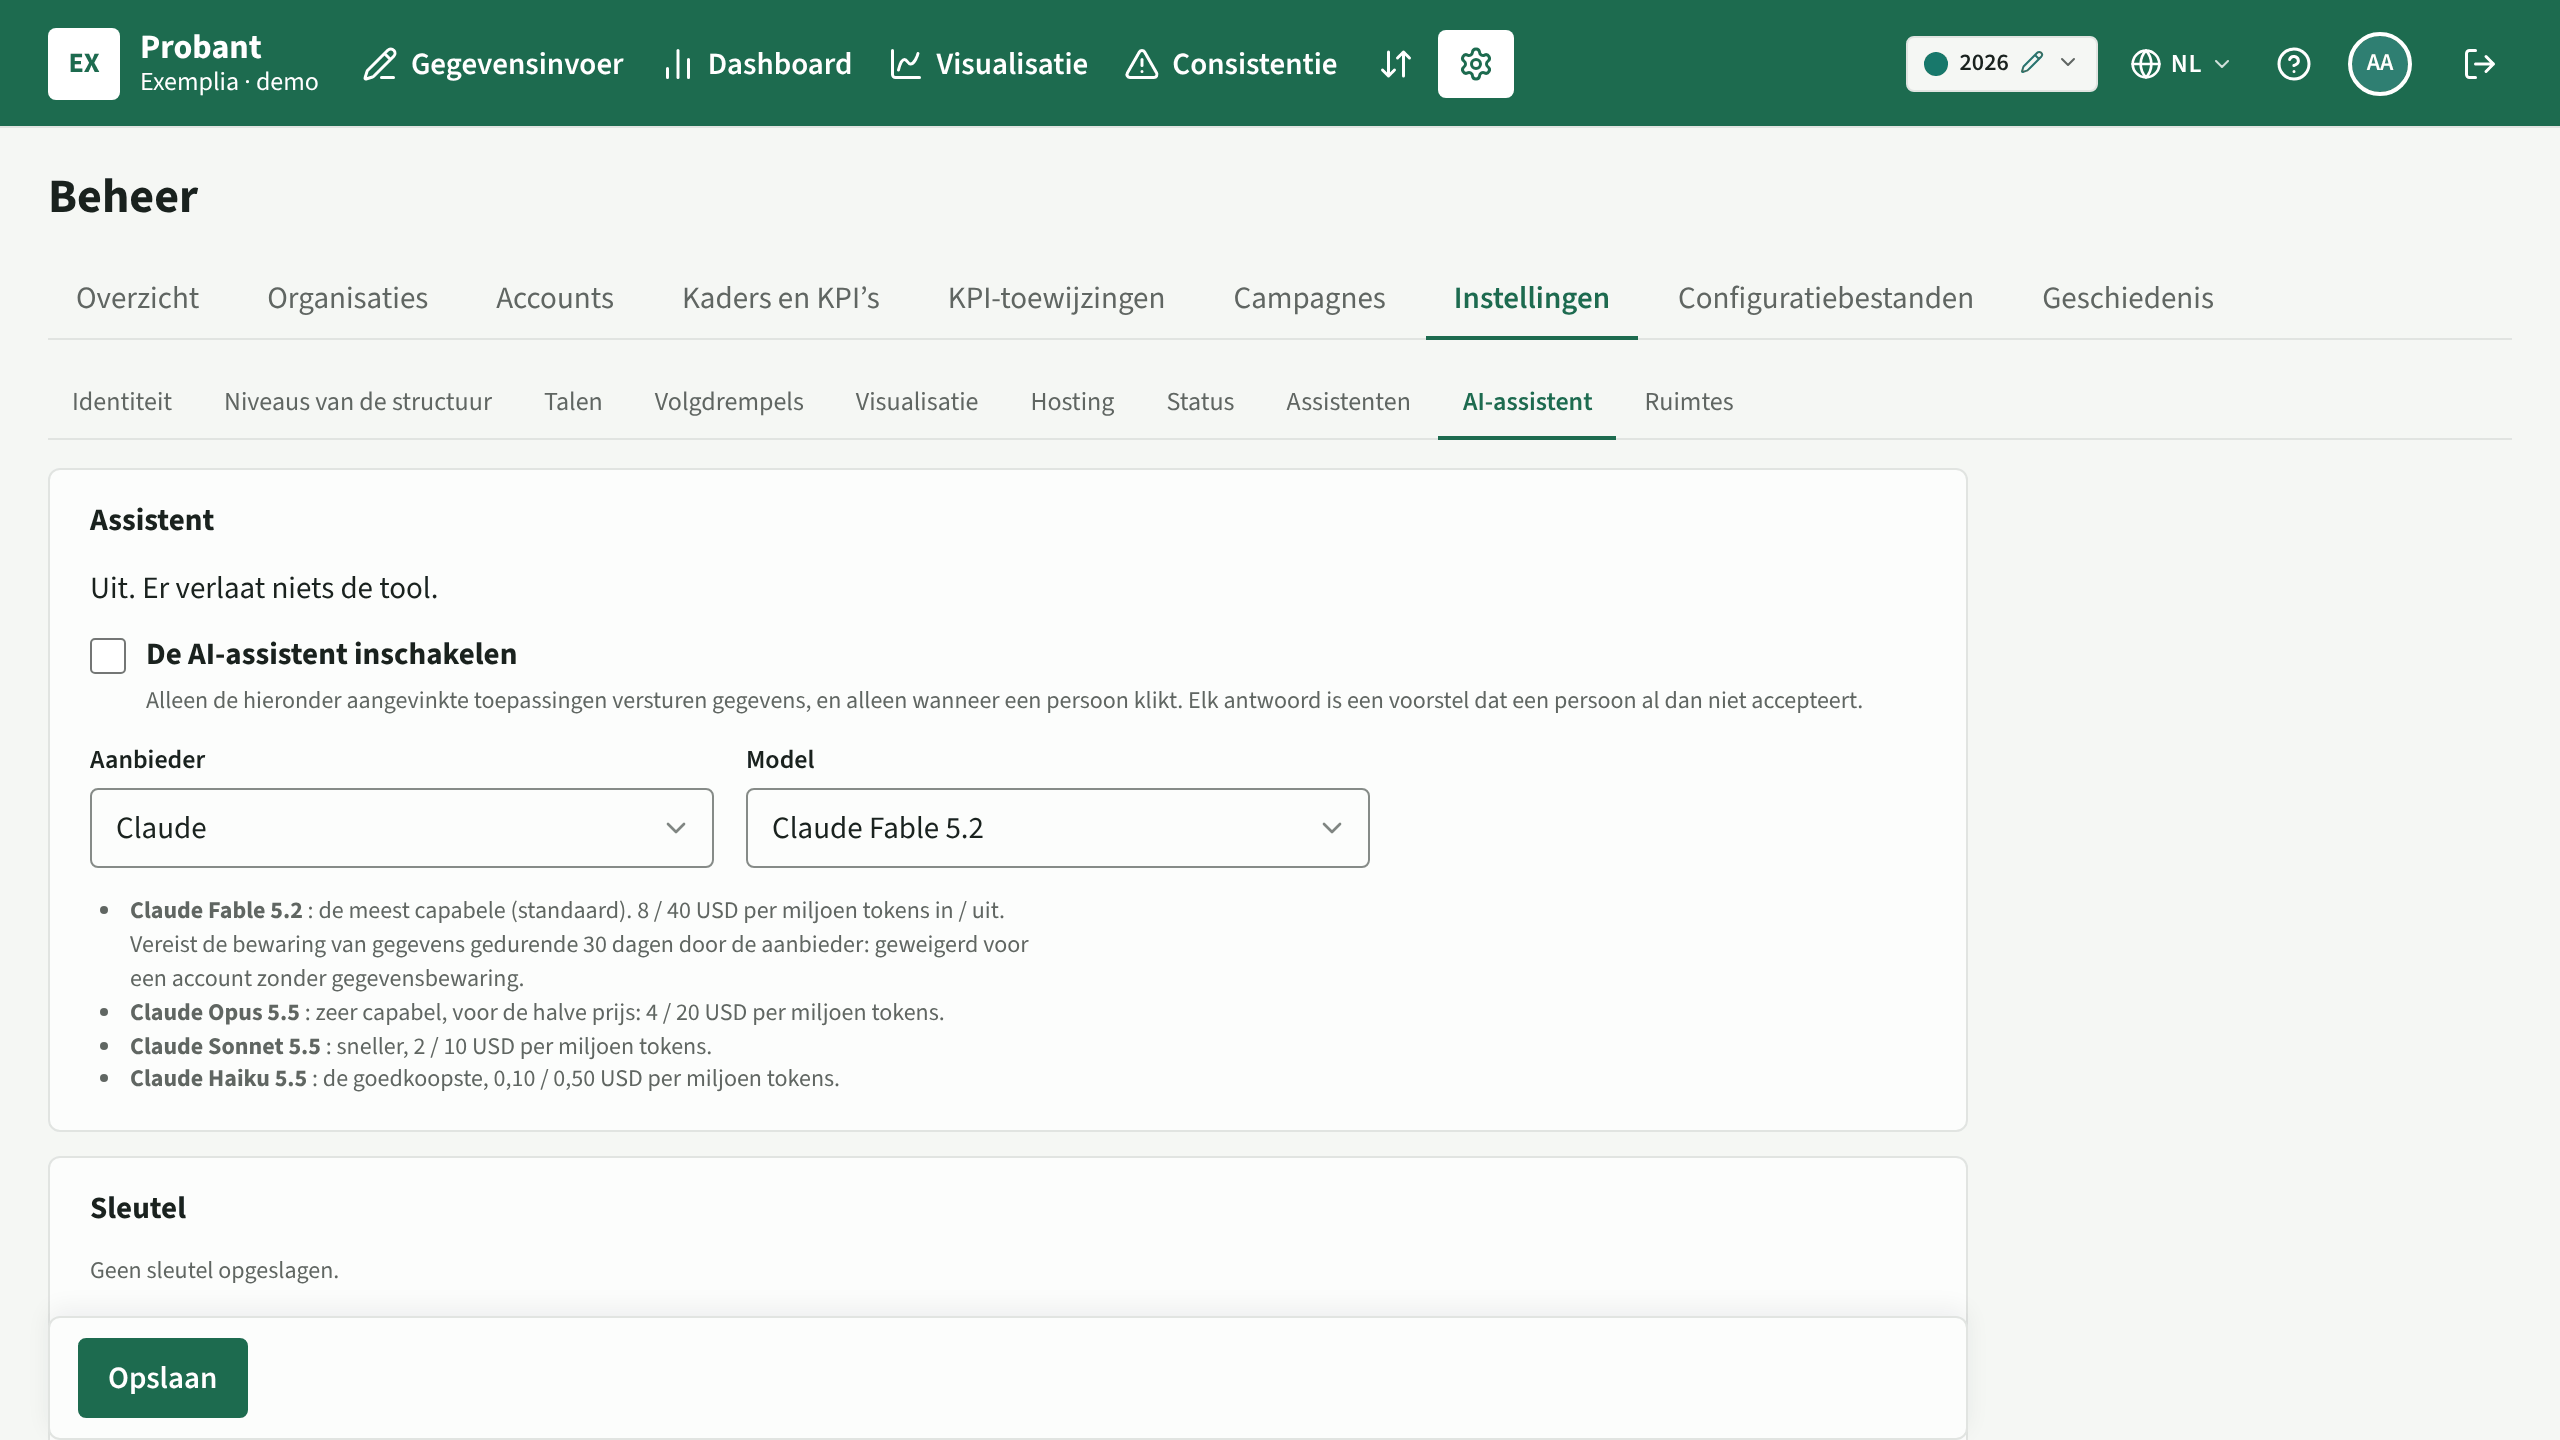 EX
Probant
Exemplia · demo
Gegevensinvoer
Dashboard
Visualisatie
Consistentie
2026
NL
AA
Beheer
Overzicht
Organisaties
Accounts
Kaders en KPI’s
KPI-toewijzingen
Campagnes
Instellingen
Configuratiebestanden
Geschiedenis
Identiteit
Niveaus van de structuur
Talen
Volgdrempels
Visualisatie
Hosting
Status
Assistenten
AI-assistent
Ruimtes
Assistent
Uit. Er verlaat niets de tool.
De AI-assistent inschakelen
Alleen de hieronder aangevinkte toepassingen versturen gegevens, en alleen wanneer een persoon klikt. Elk antwoord is een voorstel dat een persoon al dan niet accepteert.
Aanbieder
Model
Claude
Claude Fable 5.2
Claude Fable 5.2 : de meest capabele (standaard). 8 / 40 USD per miljoen tokens in / uit.
Vereist de bewaring van gegevens gedurende 30 dagen door de aanbieder: geweigerd voor
een account zonder gegevensbewaring.
Claude Opus 5.5 : zeer capabel, voor de halve prijs: 4 / 20 USD per miljoen tokens.
Claude Sonnet 5.5 : sneller, 2 / 10 USD per miljoen tokens.
Claude Haiku 5.5 : de goedkoopste, 0,10 / 0,50 USD per miljoen tokens.
Sleutel
Geen sleutel opgeslagen.
Opslaan